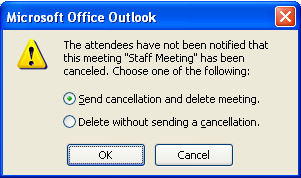 Microsoft Office Outlook
The attendees have not been notified that
this meeting "Staff Meeting" has been
canceled. Choose one of the following:
Send cancellation and delete meeting.
Delete without sending a cancellation.
OK
Cancel